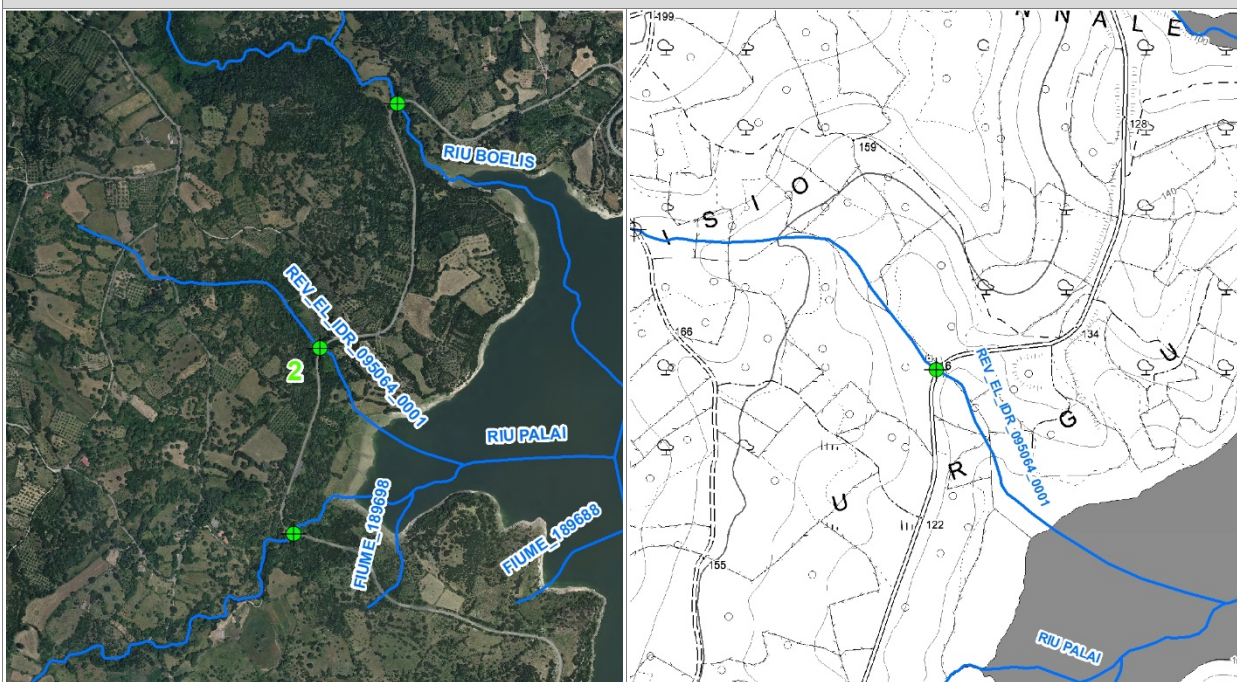 RIU BOELIS
REV_EL_IDR_095064_0001
2
RIU PALAI
FIUME_189698
FIUME_189688
N N A L E
199
128
159
140
I S I O
166
134
6
REV_EL_IDR_095064_0001
U R I G U
122
155
RIU PALAI